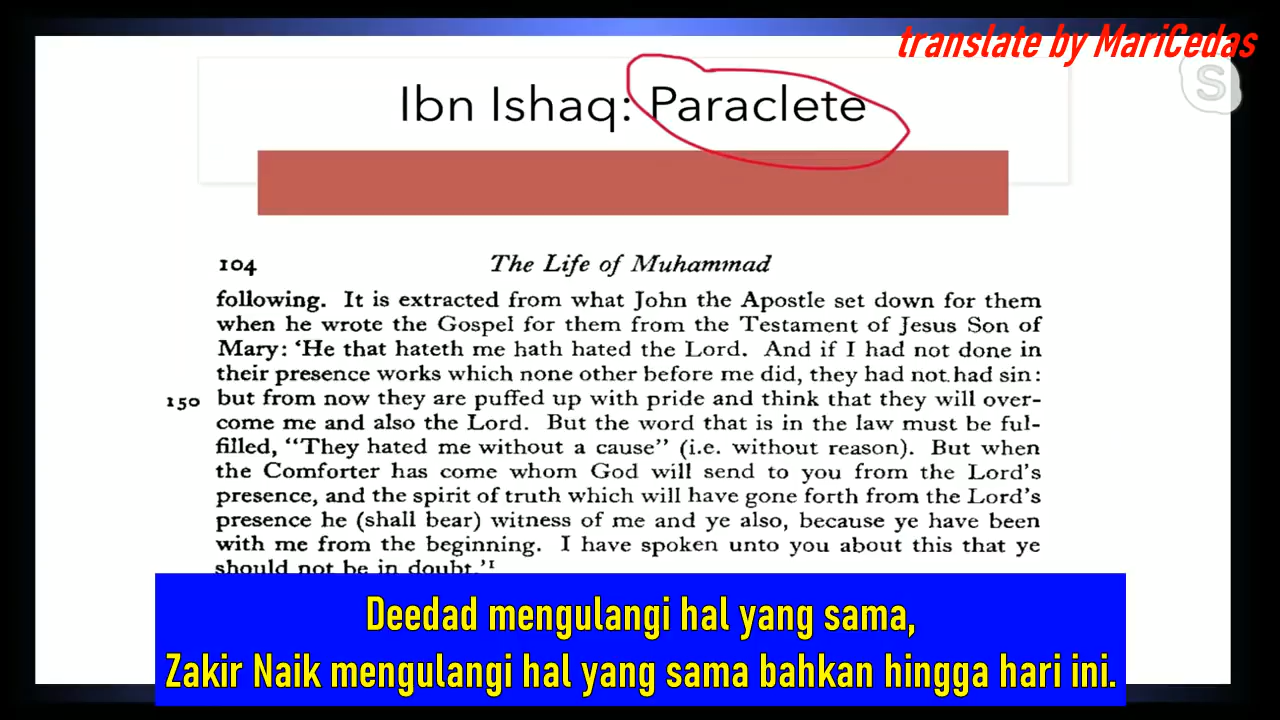 translate by MariCedas
Ibn Ishaq: Paraclete
S
104 The Life of Muhammad
following. It is extracted from what John the Apostle set down for them
when he wrote the Gospel for them from the Testament of Jesus Son of
Mary: ‘He that hateth me hath hated the Lord. And if I had not done in
their presence works which none other before me did, they had not had sin:
150 but from now they are puffed up with pride and think that they will over-
come me and also the Lord. But the word that is in the law must be ful-
filled, “They hated me without a cause” (i.e. without reason). But when
the Comforter has come whom God will send to you from the Lord’s
presence, and the spirit of truth which will have gone forth from the Lord’s
presence he (shall bear) witness of me and ye also, because ye have been
with me from the beginning. I have spoken unto you about this that ye
should not be in doubt.’¹
Deedad mengulangi hal yang sama,
Zakir Naik mengulangi hal yang sama bahkan hingga hari ini.